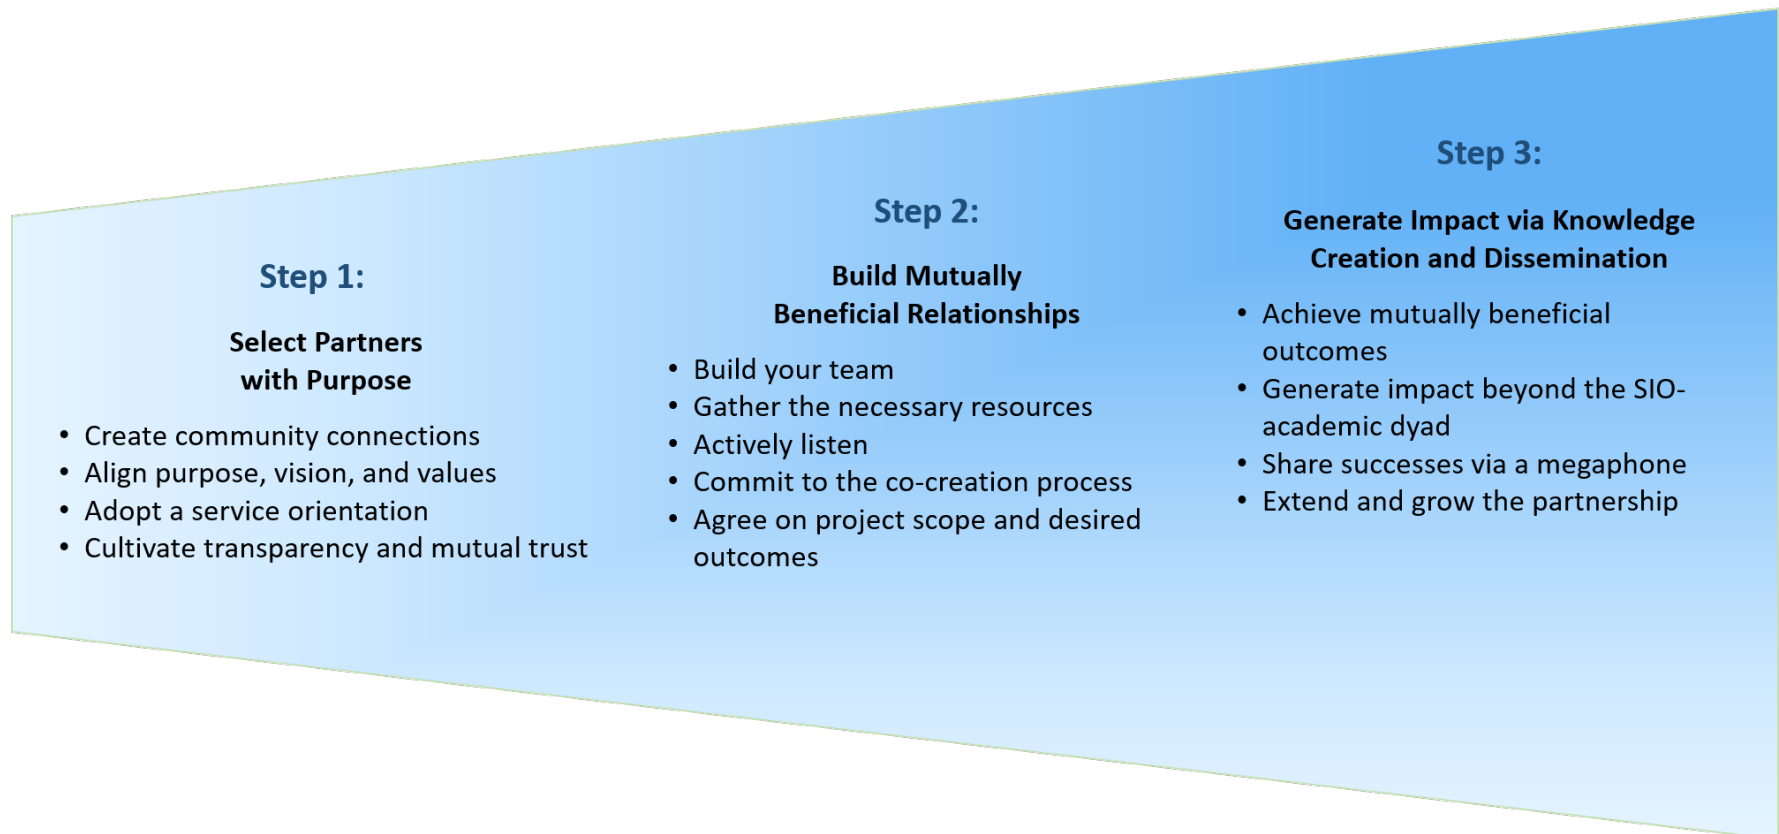 Step 1:
Select Partners
with Purpose
• Create community connections
• Align purpose, vision, and values
• Adopt a service orientation
• Cultivate transparency and mutual trust
Step 2:
Build Mutually
Beneficial Relationships
• Build your team
• Gather the necessary resources
• Actively listen
• Commit to the co-creation process
• Agree on project scope and desired
outcomes
Step 3:
Generate Impact via Knowledge
Creation and Dissemination
• Achieve mutually beneficial
outcomes
• Generate impact beyond the SIO-
academic dyad
• Share successes via a megaphone
• Extend and grow the partnership